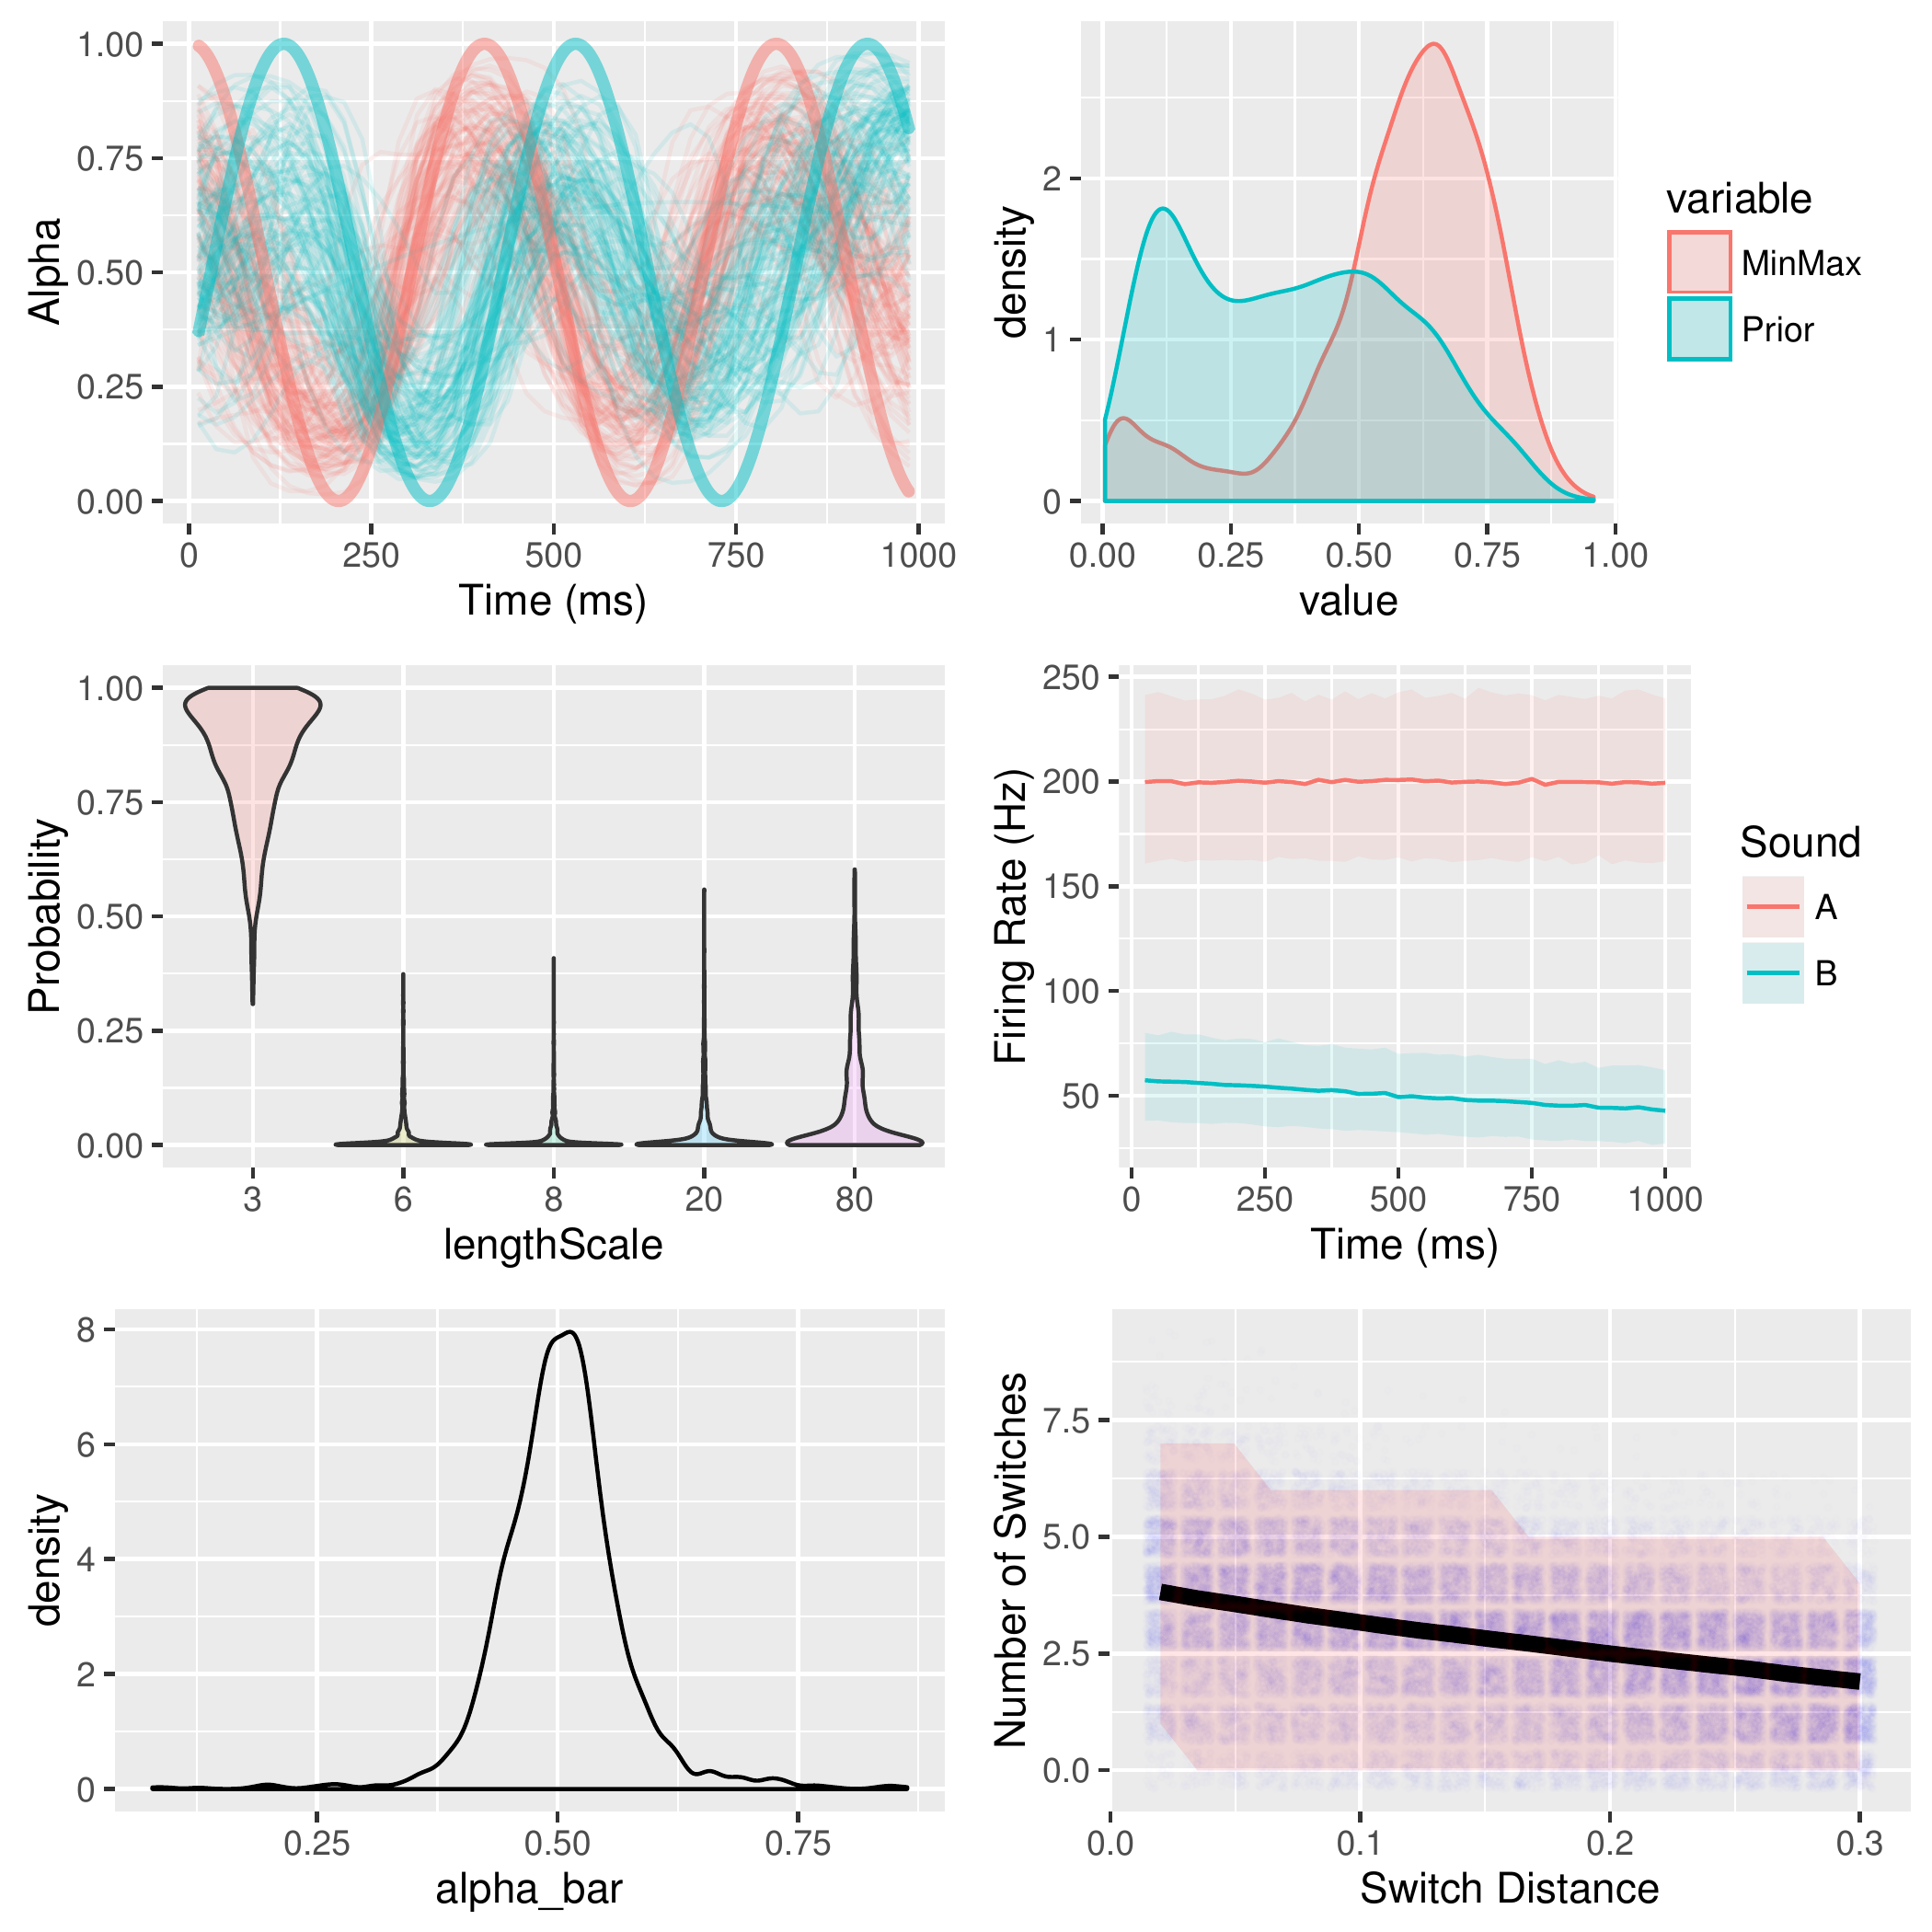 1.00
0.75
0.50
0.25
0.00
Alpha
0 250 500 750 1000
Time (ms)
2
1
0
density
0.00 0.25 0.50 0.75 1.00
value
variable
MinMax
Prior
1.00
0.75
0.50
0.25
0.00
Probability
3 6 8 20 80
lengthScale
250
200
150
100
50
Firing Rate (Hz)
0 250 500 750 1000
Time (ms)
Sound
A
B
8
6
4
2
0
density
0.25 0.50 0.75
alpha_bar
7.5
5.0
2.5
0.0
Number of Switches
0.0 0.1 0.2 0.3
Switch Distance